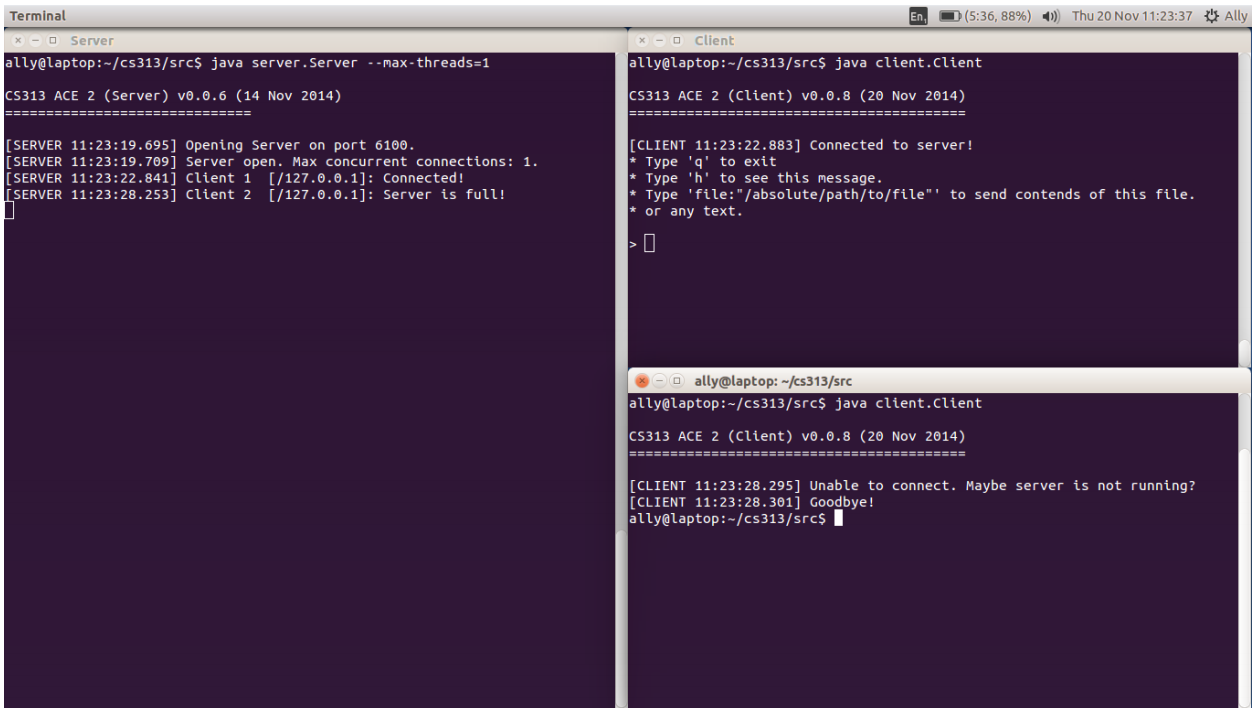 Terminal
En1 (5:36, 88%) Thu 20 Nov 11:23:37 Ally
Server
ally@laptop:~/cs313/src$ java server.Server --max-threads=1
CS313 ACE 2 (Server) v0.0.6 (14 Nov 2014)
==============================
[SERVER 11:23:19.695] Opening Server on port 6100.
[SERVER 11:23:19.709] Server open. Max concurrent connections: 1.
[SERVER 11:23:22.841] Client 1  [/127.0.0.1]: Connected!
[SERVER 11:23:28.253] Client 2  [/127.0.0.1]: Server is full!
Client
ally@laptop:~/cs313/src$ java client.Client
CS313 ACE 2 (Client) v0.0.8 (20 Nov 2014)
=========================================
[CLIENT 11:23:22.883] Connected to server!
* Type 'q' to exit
* Type 'h' to see this message.
* Type 'file:"/absolute/path/to/file"' to send contends of this file.
* or any text.
>
ally@laptop: ~/cs313/src
ally@laptop:~/cs313/src$ java client.Client
CS313 ACE 2 (Client) v0.0.8 (20 Nov 2014)
=========================================
[CLIENT 11:23:28.295] Unable to connect. Maybe server is not running?
[CLIENT 11:23:28.301] Goodbye!
ally@laptop:~/cs313/src$